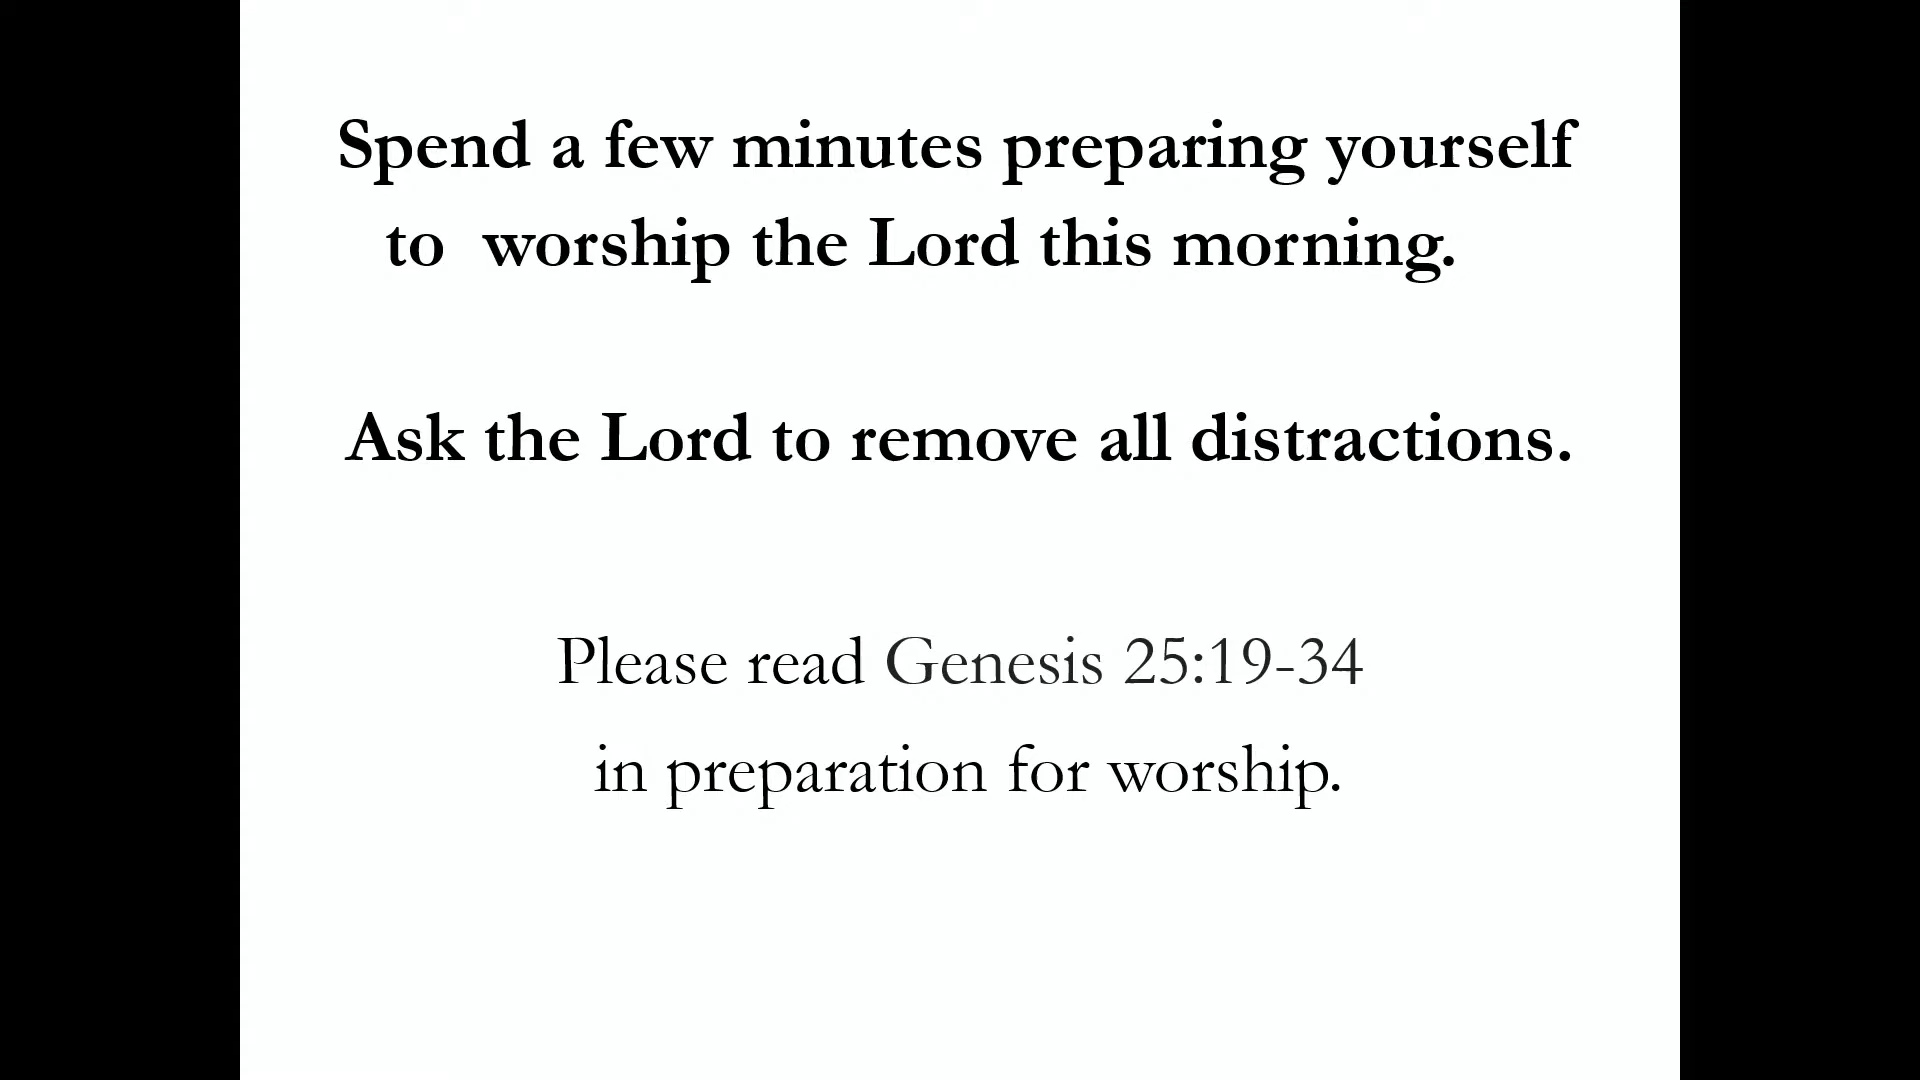 Spend a few minutes preparing yourself
to  worship the Lord this morning.
Ask the Lord to remove all distractions.
Please read Genesis 25:19-34
in preparation for worship.